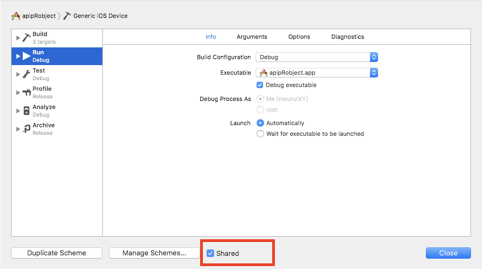 apipRobject Generic iOS Device
Build
3 targets
Run
Debug
Test
Debug
Profile
Release
Analyze
Debug
Archive
Release
Info Arguments Options Diagnostics
Build Configuration Debug
Executable apipRobject.app
Debug executable
Debug Process As Me (mouruiXY)
root
Launch Automatically
Wait for executable to be launched
Duplicate Scheme Manage Schemes... Shared Close